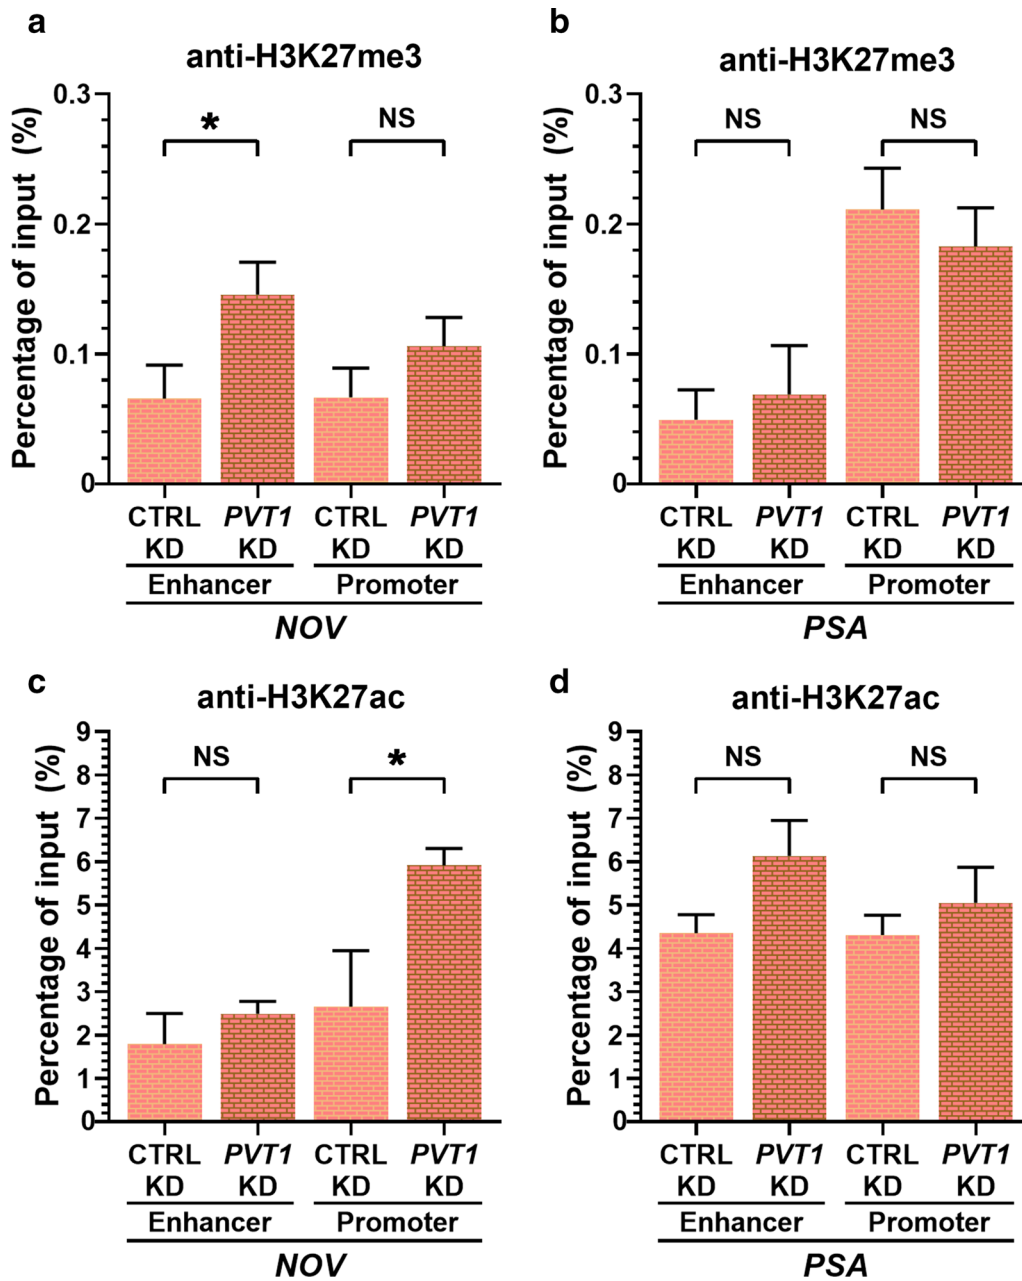 a
anti-H3K27me3
Percentage of input (%)
0.3
0.2
0.1
0
*
NS
CTRL PVT1 CTRL PVT1
KD KD KD KD
Enhancer Promoter
NOV
b
anti-H3K27me3
Percentage of input (%)
0.3
0.2
0.1
0
NS
NS
CTRL PVT1 CTRL PVT1
KD KD KD KD
Enhancer Promoter
PSA
c
anti-H3K27ac
Percentage of input (%)
9
8
7
6
5
4
3
2
1
0
NS
*
CTRL PVT1 CTRL PVT1
KD KD KD KD
Enhancer Promoter
NOV
d
anti-H3K27ac
Percentage of input (%)
9
8
7
6
5
4
3
2
1
0
NS
NS
CTRL PVT1 CTRL PVT1
KD KD KD KD
Enhancer Promoter
PSA